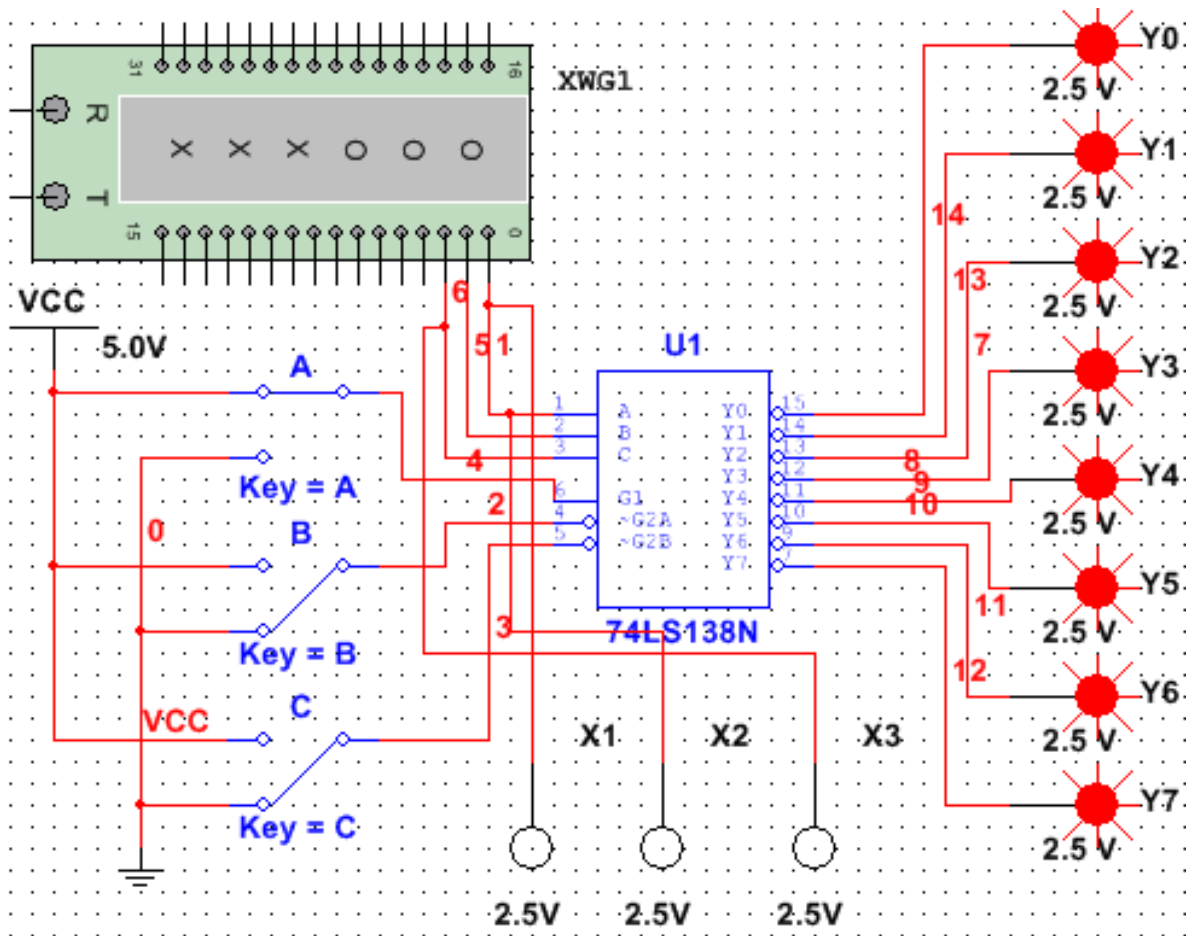 31 16
XWG1
R
X X X O O O
T
15 0
VCC
5.0V
A
Key = A
0
B
Key = B
VCC
C
Key = C
6
5 1
4
2
3
U1
1 A Y0 15
2 B Y1 14
3 C Y2 13
Y3 12
6 G1 Y4 11
4 ~G2A Y5 10
5 ~G2B Y6 9
Y7 7
74LS138N
14
13
7
8
9
10
11
12
Y0
2.5 V
Y1
2.5 V
Y2
2.5 V
Y3
2.5 V
Y4
2.5 V
Y5
2.5 V
Y6
2.5 V
Y7
2.5 V
X1 X2 X3
2.5V 2.5V 2.5V